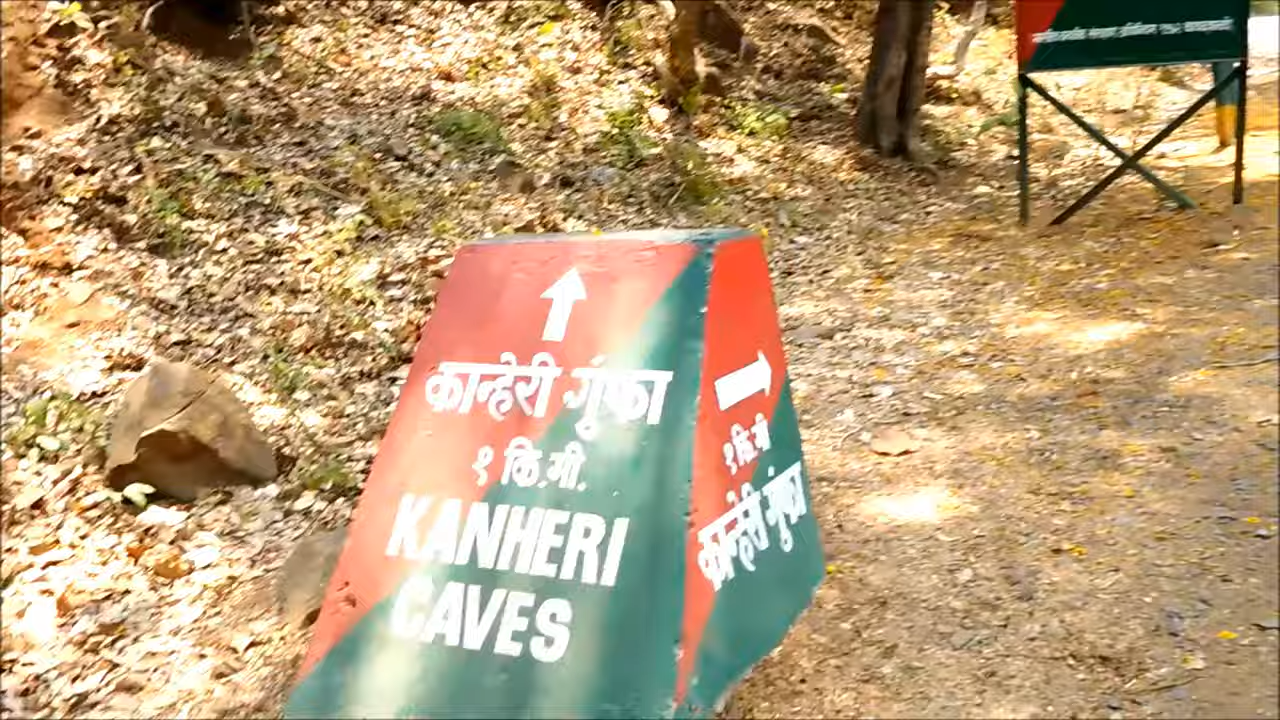 कान्हेरी गुंफा
१ कि.मी.
KANHERI
CAVES
१ कि.मी
कान्हेरी गुंफा